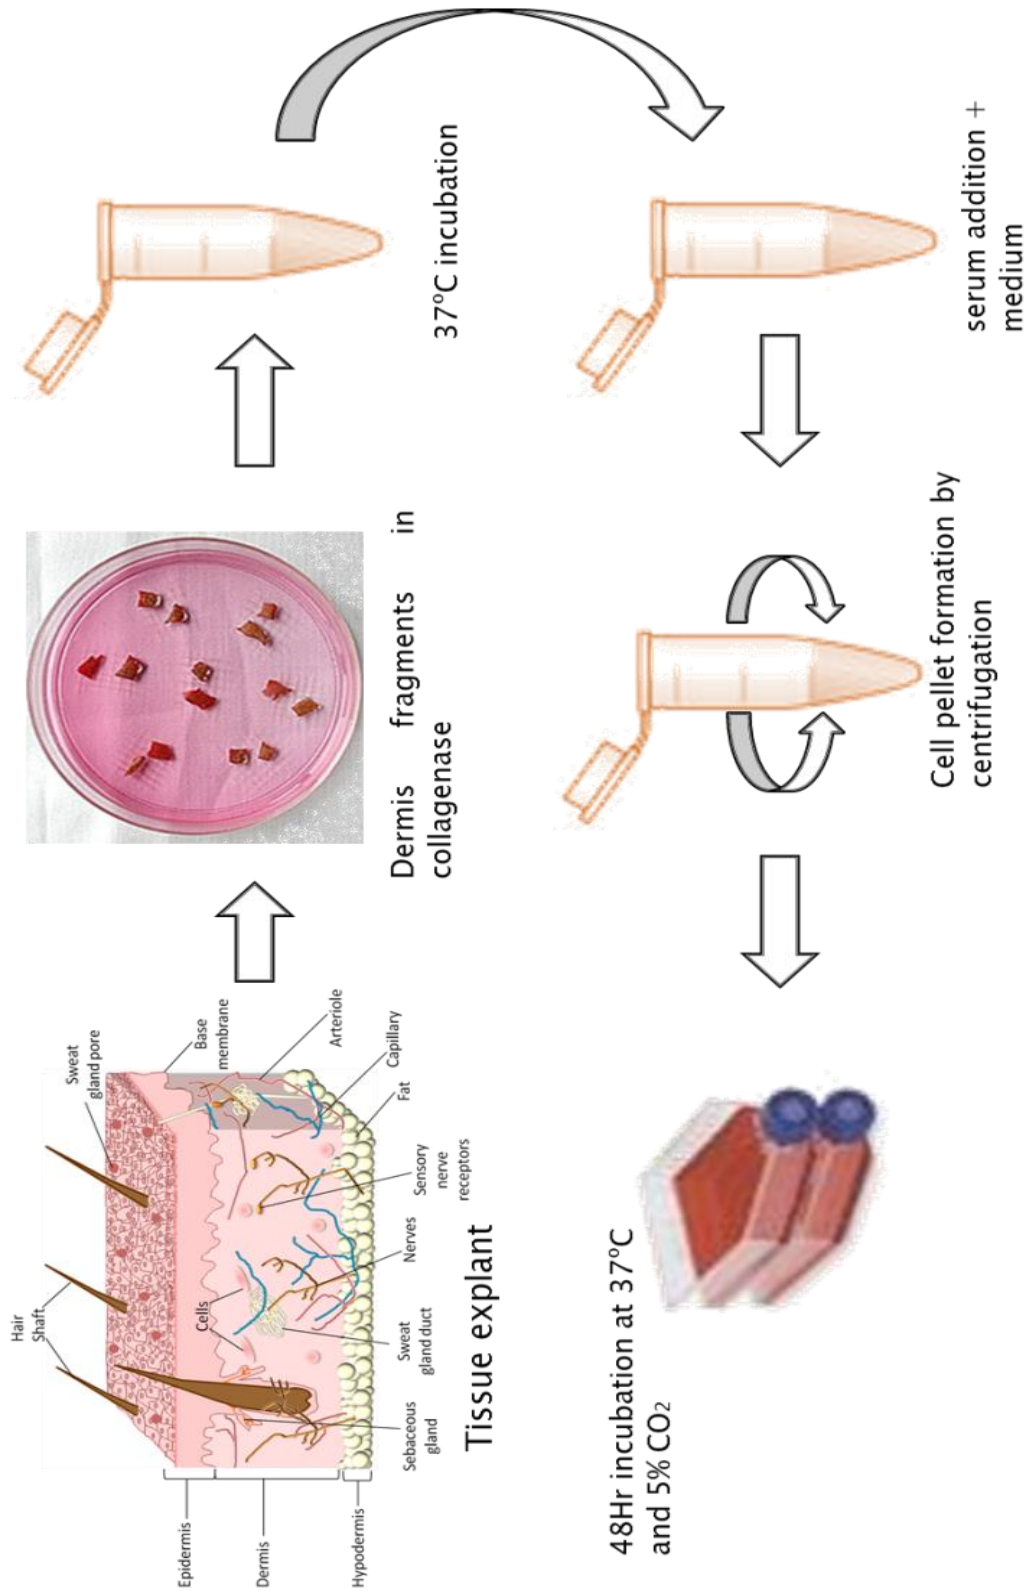 Hair
Shaft
Sweat
gland pore
Base
membrane
Arteriole
Capillary
Fat
Sensory
nerve
receptors
Nerves
Cells
Sweat
gland duct
Sebaceous
gland
Epidermis
Dermis
Hypodermis
Tissue explant
Dermis fragments in
collagenase
37°C incubation
serum addition +
medium
Cell pellet formation by
centrifugation
48Hr incubation at 37°C
and 5% CO2